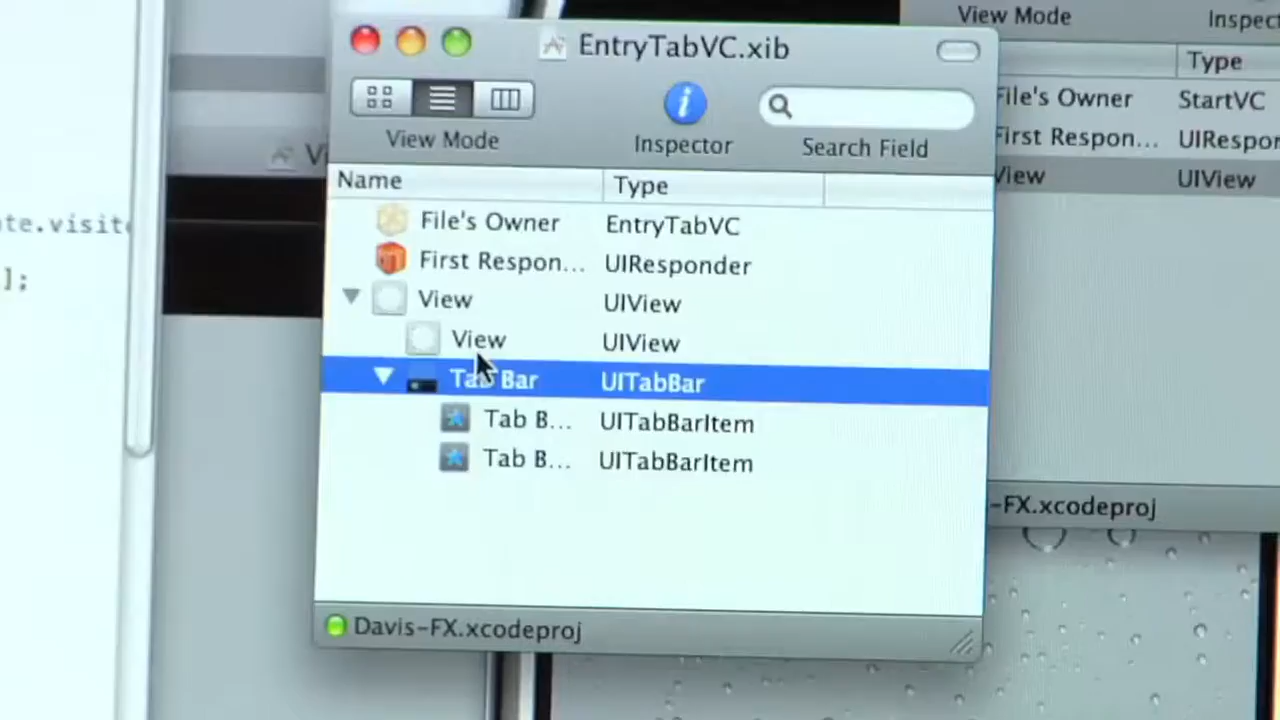 EntryTabVC.xib
View Mode
Inspector
Search Field
Name Type
File's Owner EntryTabVC
First Respon... UIResponder
View UIView
View UIView
Tab Bar UITabBar
Tab B... UITabBarItem
Tab B... UITabBarItem
Davis-FX.xcodeproj
View Mode
Type
File's Owner StartVC
First Respon...
View UIView
-FX.xcodeproj
];